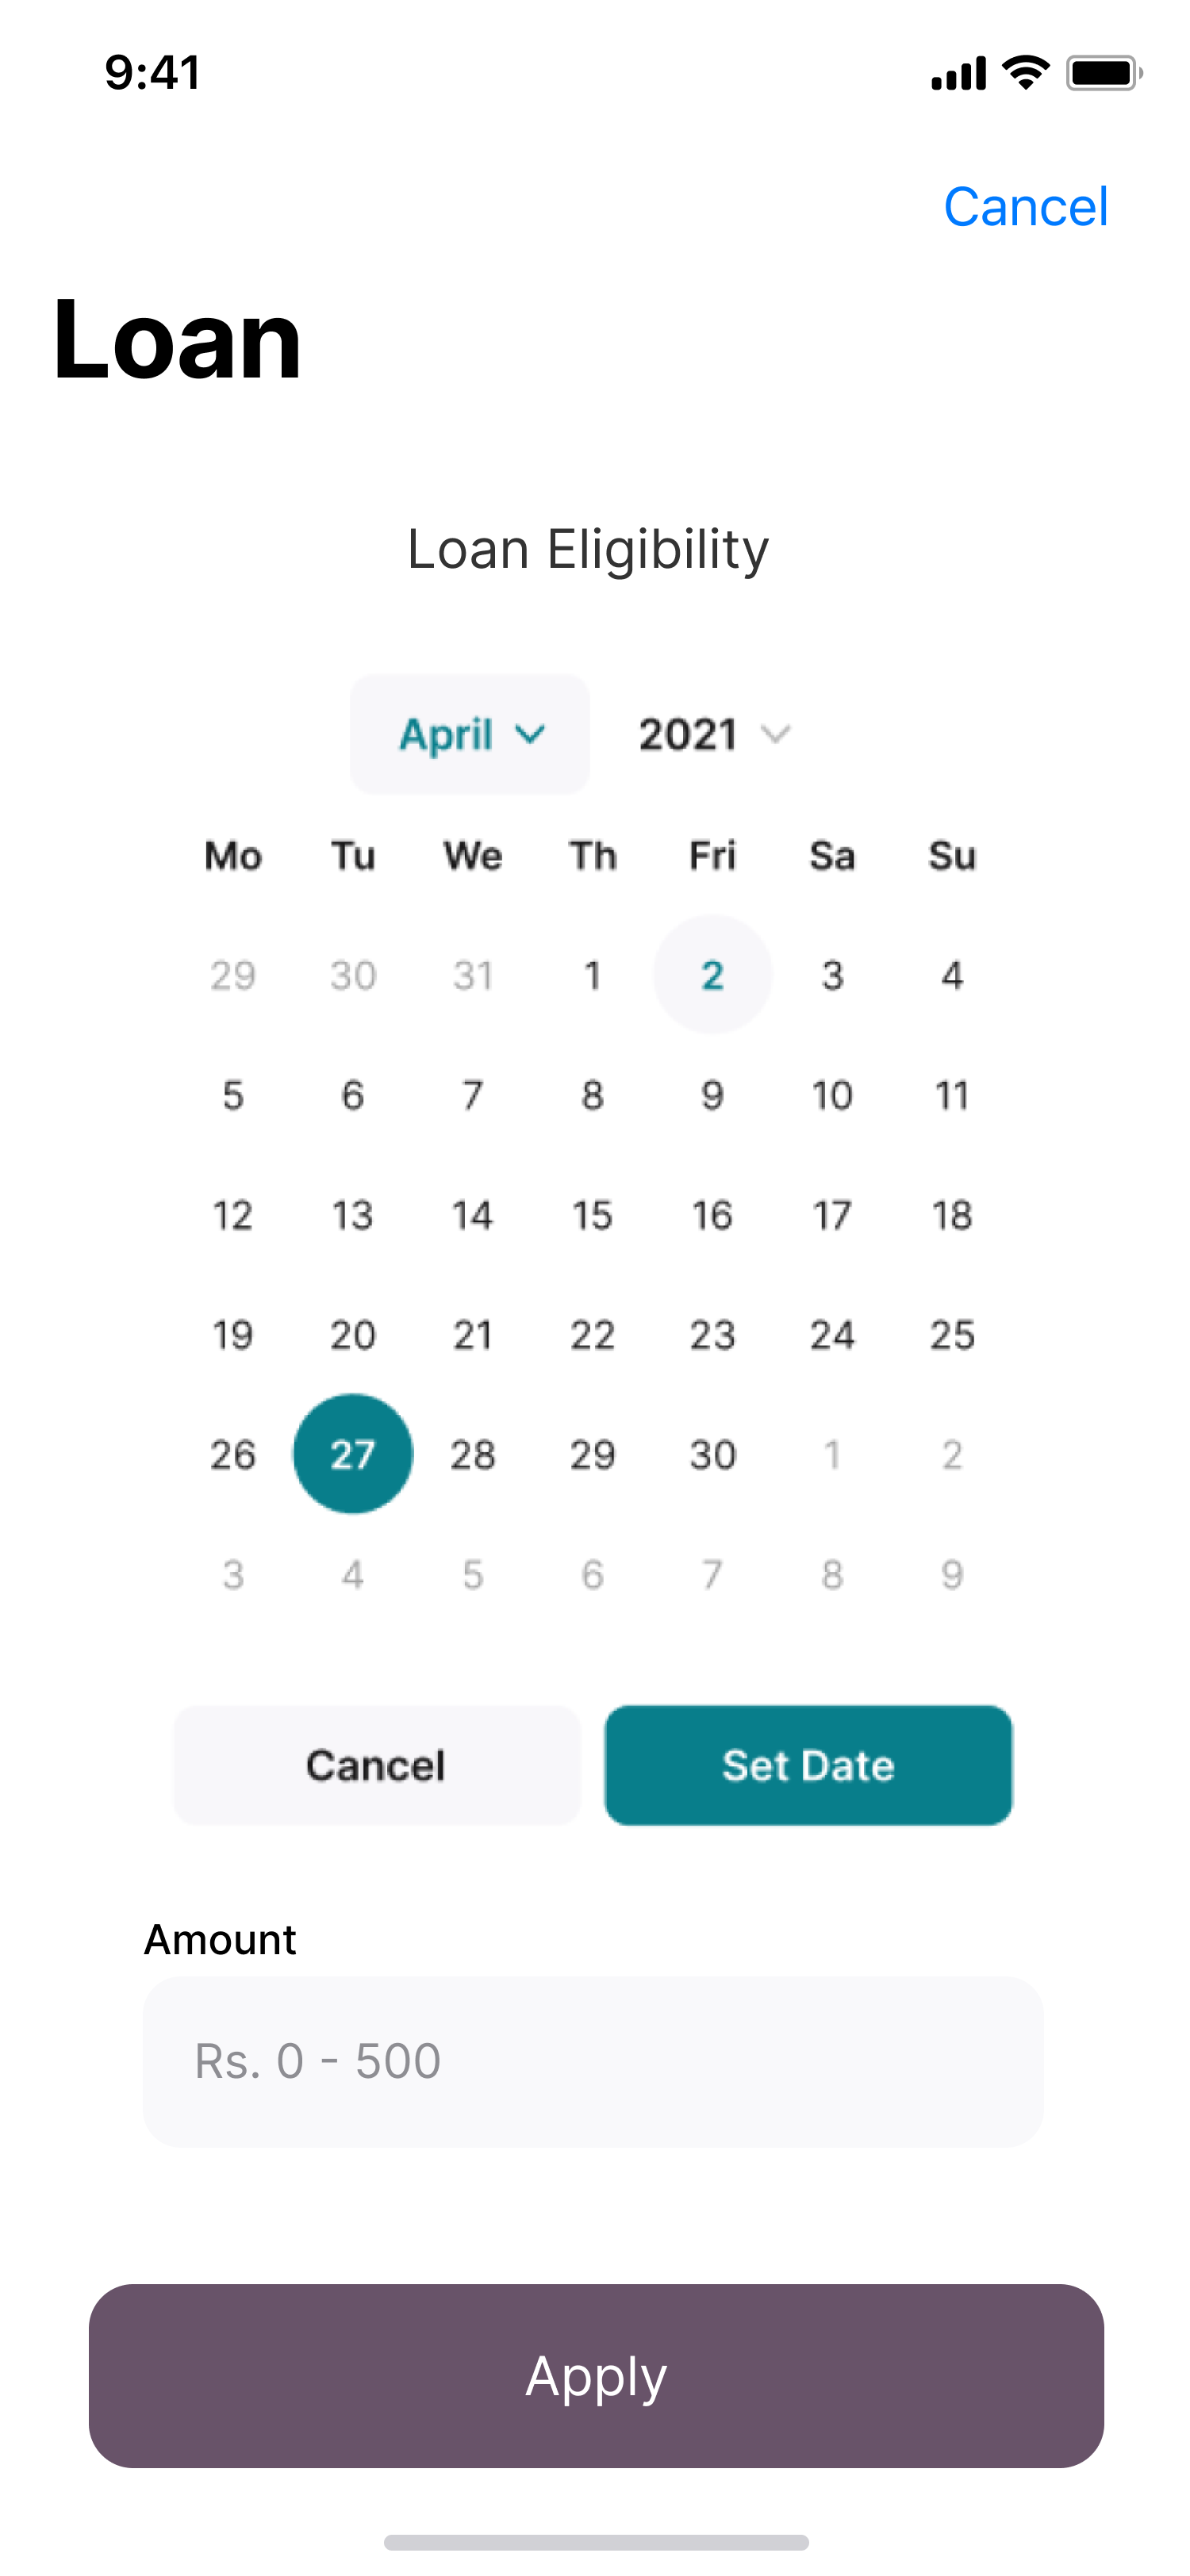 9:41
Cancel
Loan
Loan Eligibility
April 2021
Mo Tu We Th Fri Sa Su
29 30 31 1 2 3 4
5 6 7 8 9 10 11
12 13 14 15 16 17 18
19 20 21 22 23 24 25
26 27 28 29 30 1 2
3 4 5 6 7 8 9
Cancel Set Date
Amount
Rs. 0 - 500
Apply